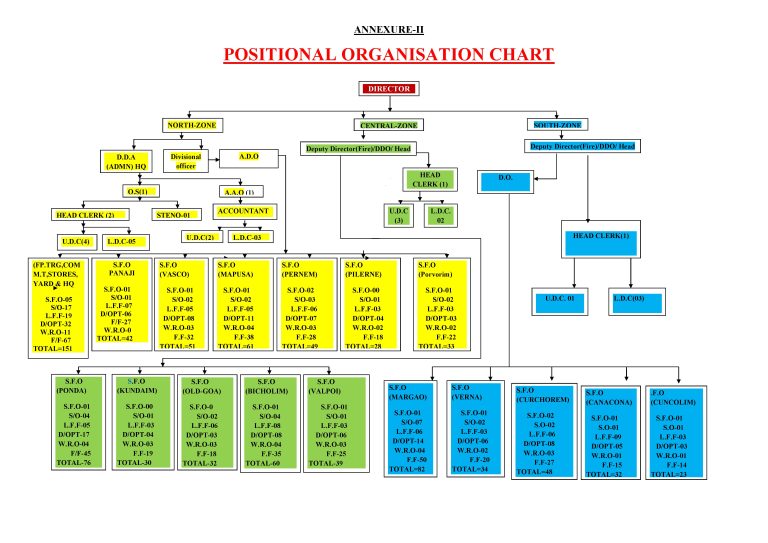 ANNEXURE-II
POSITIONAL ORGANISATION CHART
DIRECTOR
NORTH-ZONE
CENTRAL-ZONE
SOUTH-ZONE
D.D.A
(ADMN) HQ
Divisional
officer
A.D.O
Deputy Director(Fire)/DDO/ Head
Deputy Director(Fire)/DDO/ Head
HEAD
CLERK (1)
D.O.
O.S(1)
A.A.O (1)
HEAD CLERK (2)
STENO-01
ACCOUNTANT
U.D.C
(3)
L.D.C.
02
U.D.C(4)
L.D.C-05
U.D.C(2)
L.D.C-03
HEAD CLERK(1)
U.D.C. 01
L.D.C(03)
(FP.TRG,COM
M.T,STORES,
YARD & HQ
S.F.O-05
S/O-17
L.F.F-19
D/OPT-32
W.R.O-11
F/F-67
TOTAL=151
S.F.O
PANAJI
S.F.O-01
S/O-01
L.F.F-07
D/OPT-06
F/F-27
W.R.O-0
TOTAL=42
S.F.O
(VASCO)
S.F.O-01
S/O-02
L.F.F-05
D/OPT-08
W.R.O-03
F.F-32
TOTAL=51
S.F.O
(MAPUSA)
S.F.O-01
S/O-02
L.F.F-05
D/OPT-11
W.R.O-04
F.F-38
TOTAL=61
S.F.O
(PERNEM)
S.F.O-02
S/O-03
L.F.F-06
D/OPT-07
W.R.O-03
F.F-28
TOTAL=49
S.F.O
(PILERNE)
S.F.O-00
S/O-01
L.F.F-03
D/OPT-04
W.R.O-02
F.F-18
TOTAL=28
S.F.O
(Porvorim)
S.F.O-01
S/O-02
L.F.F-03
D/OPT-03
W.R.O-02
F.F-22
TOTAL=33
S.F.O
(PONDA)
S.F.O-01
S/O-04
L.F.F-05
D/OPT-17
W.R.O-04
F/F-45
TOTAL-76
S.F.O
(KUNDAIM)
S.F.O-00
S/O-01
L.F.F-03
D/OPT-04
W.R.O-03
F.F-19
TOTAL-30
S.F.O
(OLD-GOA)
S.F.O-0
S/O-02
L.F.F-06
D/OPT-03
W.R.O-03
F.F-18
TOTAL-32
S.F.O
(BICHOLIM)
S.F.O-01
S/O-04
L.F.F-08
D/OPT-08
W.R.O-04
F.F-35
TOTAL-60
S.F.O
(VALPOI)
S.F.O-01
S/O-01
L.F.F-03
D/OPT-06
W.R.O-03
F.F-25
TOTAL-39
S.F.O
(MARGAO)
S.F.O-01
S/O-07
L.F.F-06
D/OPT-14
W.R.O-04
F.F-50
TOTAL=82
S.F.O
(VERNA)
S.F.O-01
S/O-02
L.F.F-03
D/OPT-06
W.R.O-02
F.F-20
TOTAL=34
S.F.O
(CURCHOREM)
S.F.O-02
S.O-02
L.F.F-06
D/OPT-08
W.R.O-03
F.F-27
TOTAL=48
S.F.O
(CANACONA)
S.F.O-01
S.O-01
L.F.F-09
D/OPT-05
W.R.O-01
F.F-15
TOTAL=32
.F.O
(CUNCOLIM)
S.F.O-01
S.O-01
L.F.F-03
D/OPT-03
W.R.O-01
F.F-14
TOTAL=23